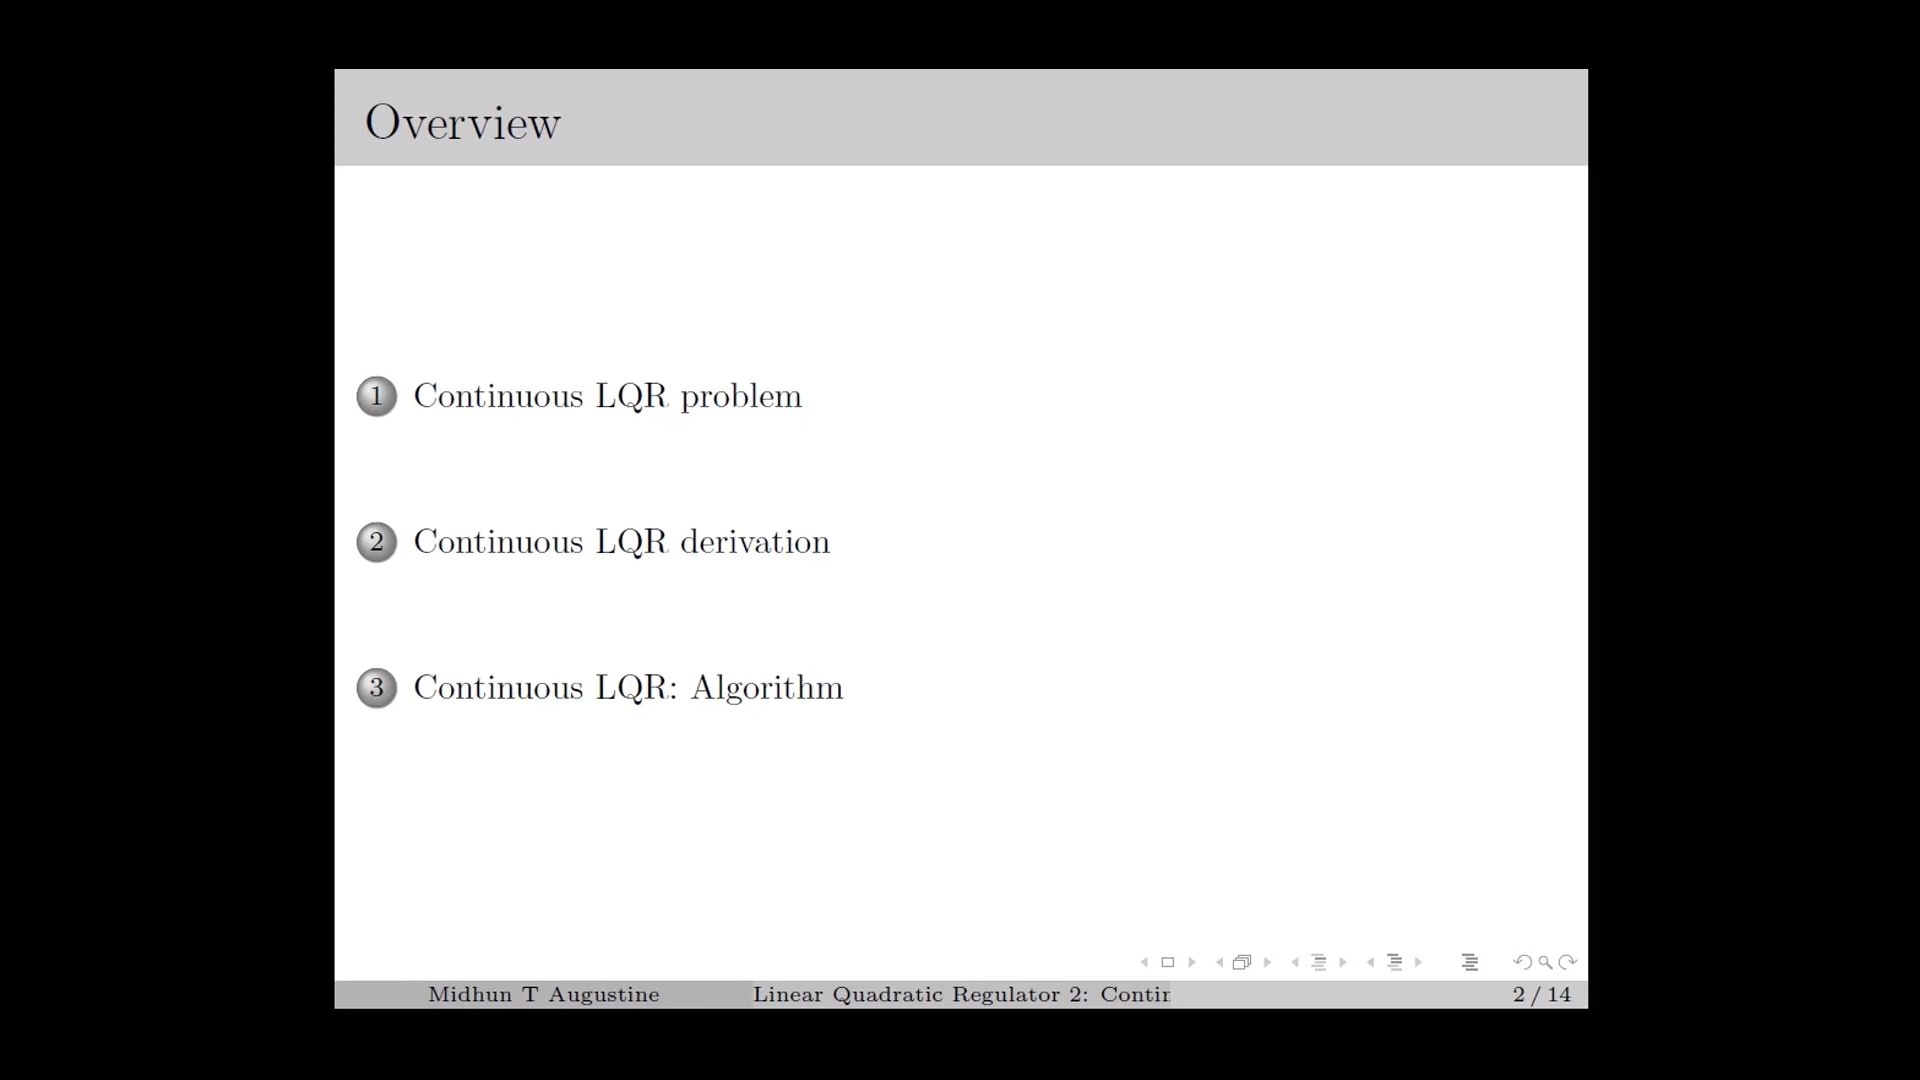 Overview
1 Continuous LQR problem
2 Continuous LQR derivation
3 Continuous LQR: Algorithm
Midhun T Augustine Linear Quadratic Regulator 2: Contin 2 / 14